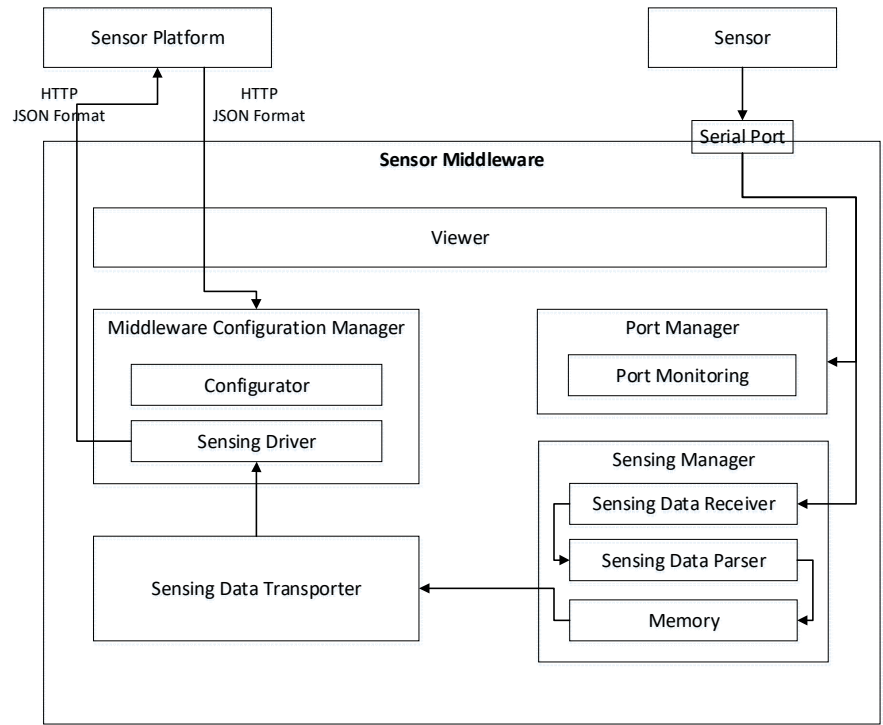 Sensor Platform
Sensor
HTTP
JSON Format
HTTP
JSON Format
Serial Port
Sensor Middleware
Viewer
Middleware Configuration Manager
Configurator
Sensing Driver
Port Manager
Port Monitoring
Sensing Manager
Sensing Data Receiver
Sensing Data Parser
Memory
Sensing Data Transporter